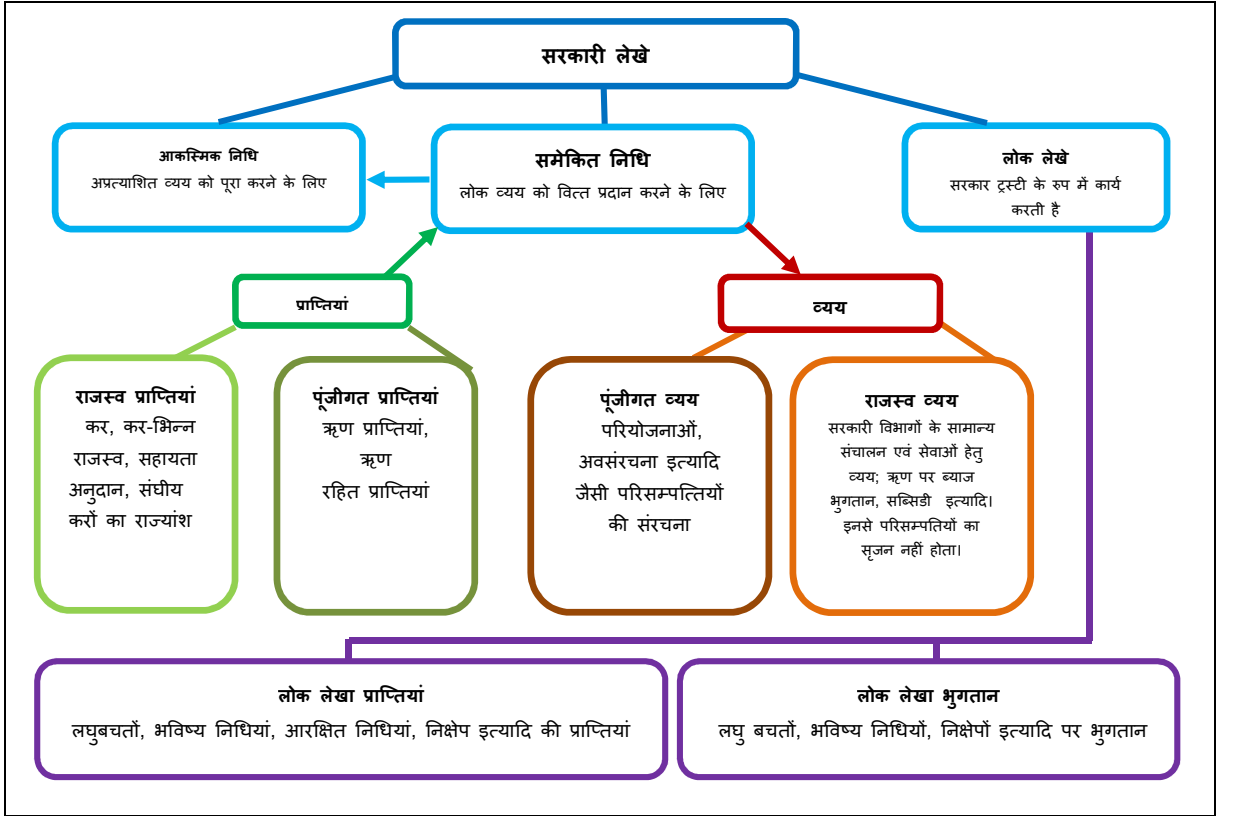 सरकारी लेखे
आकस्मिक निधि
अप्रत्याशित व्यय को पूरा करने के लिए
समेकित निधि
लोक व्यय को वित्त प्रदान करने के लिए
लोक लेखे
सरकार ट्रस्टी के रुप में कार्य
करती है
प्राप्तियां
व्यय
राजस्व प्राप्तियां
कर, कर-भिन्न
राजस्व, सहायता
अनुदान, संघीय
करों का राज्यांश
पूंजीगत प्राप्तियां
ऋण प्राप्तियां,
ऋण
रहित प्राप्तियां
पूंजीगत व्यय
परियोजनाओं,
अवसंरचना इत्यादि
जैसी परिसम्पत्तियों
की संरचना
राजस्व व्यय
सरकारी विभागों के सामान्य
संचालन एवं सेवाओं हेतु
व्यय; ऋण पर ब्याज
भुगतान, सब्सिडी इत्यादि।
इनसे परिसम्पतियों का
सृजन नहीं होता।
लोक लेखा प्राप्तियां
लघुबचतों, भविष्य निधियां, आरक्षित निधियां, निक्षेप इत्यादि की प्राप्तियां
लोक लेखा भुगतान
लघु बचतों, भविष्य निधियों, निक्षेपों इत्यादि पर भुगतान